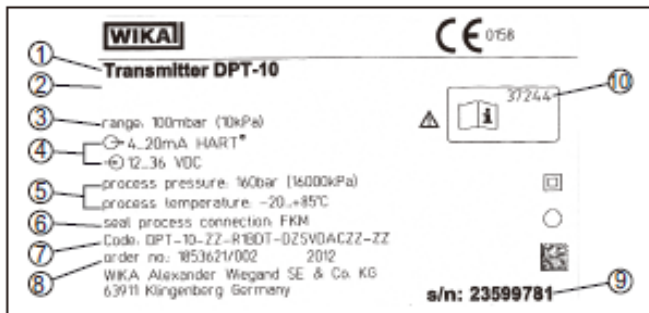 WIKA
CE 0158
① Transmitter DPT-10
②
⑩
37244
③ range: 100mbar (10kPa)
④ 4...20mA HART®
12...36 VDC
⑤ process pressure: 160bar (16000kPa)
process temperature: -20...+85°C
⑥ seal process connection: FKM
⑦ Code: DPT-10-ZZ-R1BDT-DZSV0ACZZ-ZZ
⑧ order no.: 1853621/002 2012
WIKA Alexander Wiegand SE & Co. KG
63911 Klingenberg Germany
⑨
s/n: 23599781